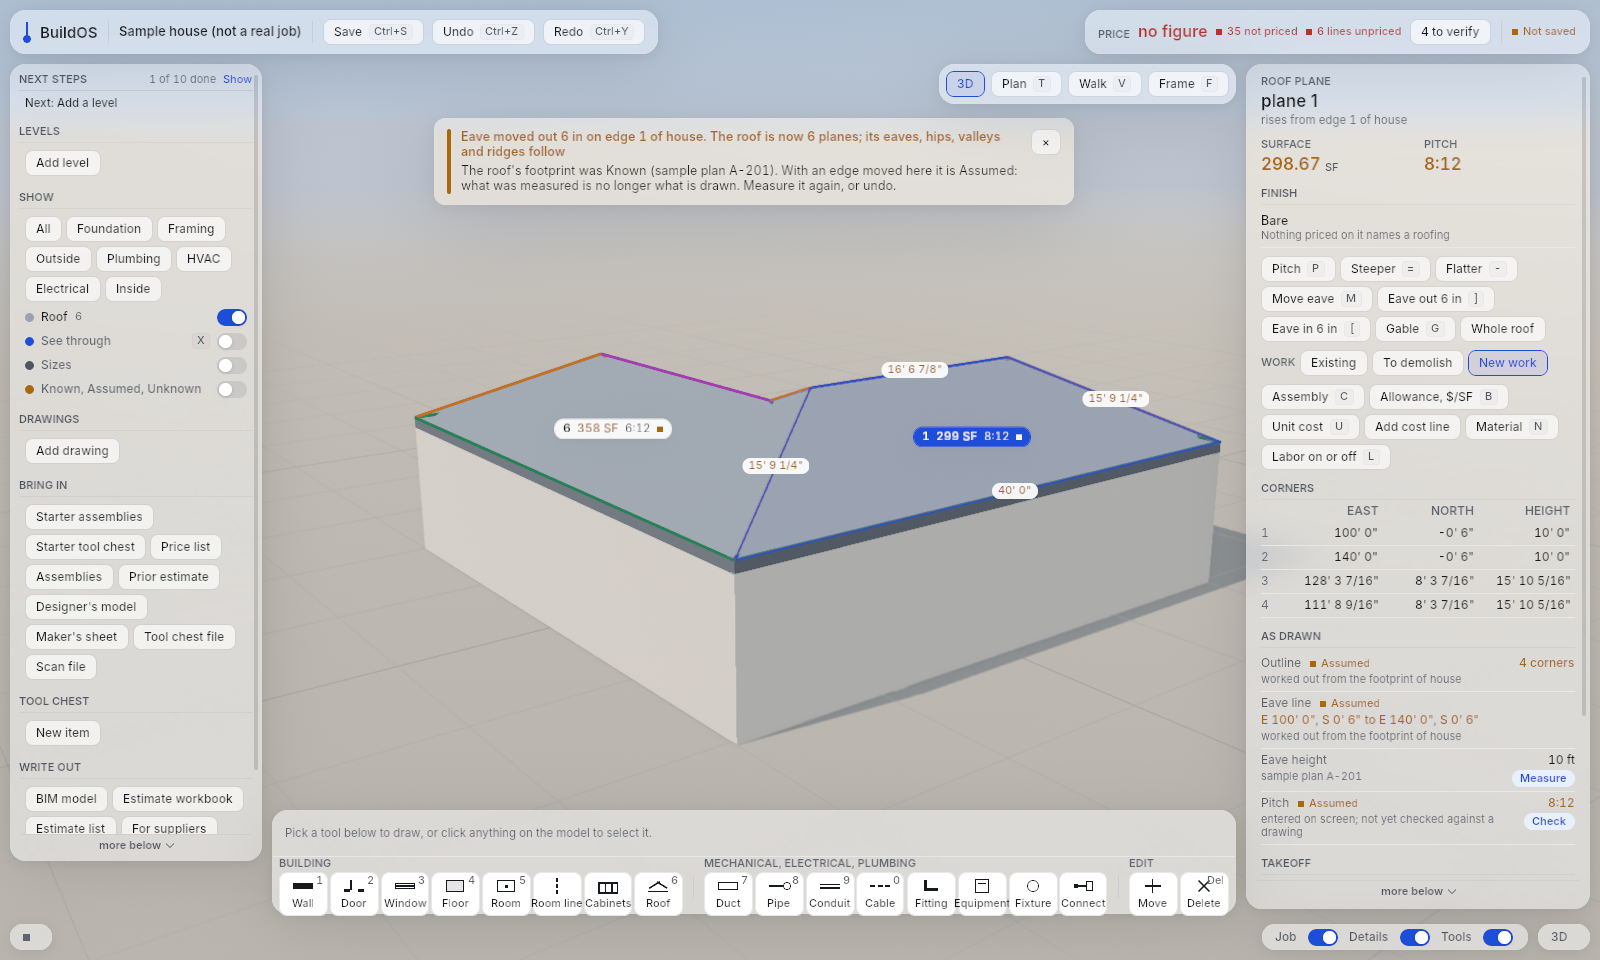 BuildOS
Sample house (not a real job)
Save Ctrl+S
Undo Ctrl+Z
Redo Ctrl+Y
PRICE no figure
35 not priced
6 lines unpriced
4 to verify
Not saved
NEXT STEPS 1 of 10 done Show
Next: Add a level
LEVELS
Add level
SHOW
All Foundation Framing
Outside Plumbing HVAC
Electrical Inside
Roof 6
See through X
Sizes
Known, Assumed, Unknown
DRAWINGS
Add drawing
BRING IN
Starter assemblies
Starter tool chest Price list
Assemblies Prior estimate
Designer's model
Maker's sheet Tool chest file
Scan file
TOOL CHEST
New item
WRITE OUT
BIM model Estimate workbook
Estimate list For suppliers
more below
3D Plan T Walk V Frame F
Eave moved out 6 in on edge 1 of house. The roof is now 6 planes; its eaves, hips, valleys
and ridges follow
×
The roof's footprint was Known (sample plan A-201). With an edge moved here it is Assumed:
what was measured is no longer what is drawn. Measure it again, or undo.
16' 6 7/8"
15' 9 1/4"
6 358 SF 6:12
1 299 SF 8:12
15' 9 1/4"
40' 0"
Pick a tool below to draw, or click anything on the model to select it.
BUILDING
1 Wall
2 Door
3 Window
4 Floor
5 Room
Room line
Cabinets
6 Roof
MECHANICAL, ELECTRICAL, PLUMBING
7 Duct
8 Pipe
9 Conduit
0 Cable
Fitting
Equipment
Fixture
Connect
EDIT
Move
Del Delete
ROOF PLANE
plane 1
rises from edge 1 of house
SURFACE PITCH
298.67 SF 8:12
FINISH
Bare
Nothing priced on it names a roofing
Pitch P Steeper = Flatter -
Move eave M Eave out 6 in ]
Eave in 6 in [ Gable G Whole roof
WORK Existing To demolish New work
Assembly C Allowance, $/SF B
Unit cost U Add cost line Material N
Labor on or off L
CORNERS
EAST NORTH HEIGHT
1 100' 0" -0' 6" 10' 0"
2 140' 0" -0' 6" 10' 0"
3 128' 3 7/16" 8' 3 7/16" 15' 10 5/16"
4 111' 8 9/16" 8' 3 7/16" 15' 10 5/16"
AS DRAWN
Outline Assumed 4 corners
worked out from the footprint of house
Eave line Assumed
E 100' 0", S 0' 6" to E 140' 0", S 0' 6"
worked out from the footprint of house
Eave height 10 ft
sample plan A-201 Measure
Pitch Assumed 8:12
entered on screen; not yet checked against a Check
drawing
TAKEOFF
more below
Job Details Tools 3D